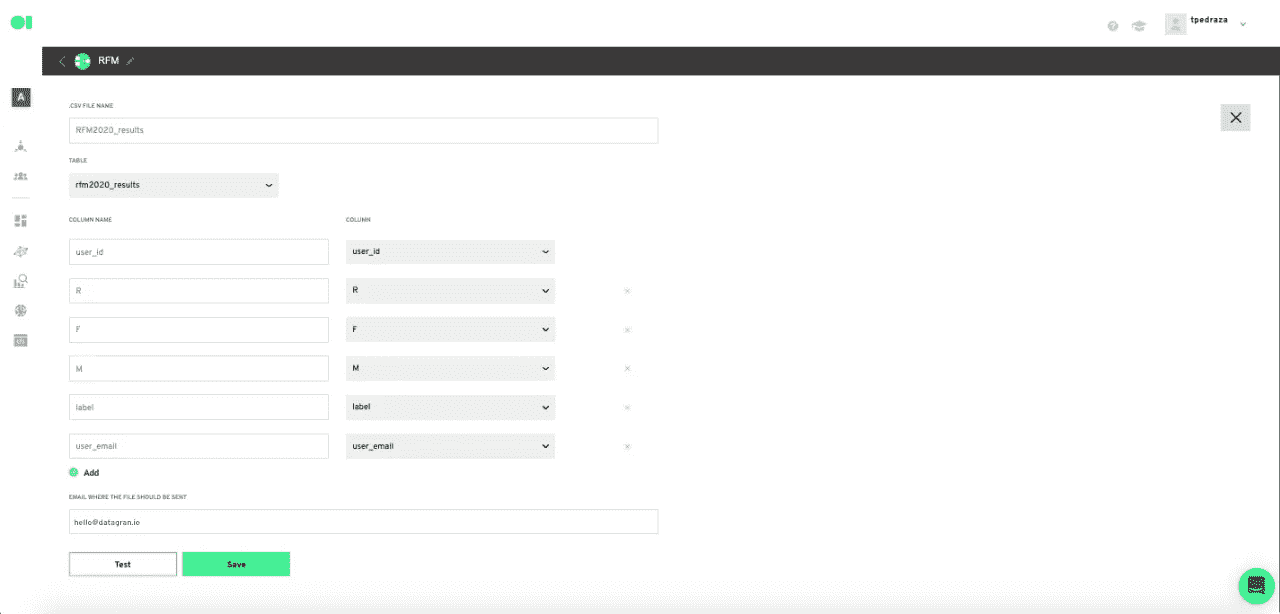 tpedraza
RFM
A
.CSV FILE NAME
RFM2020_results
TABLE
rfm2020_results
COLUMN NAME COLUMN
user_id user_id
R R
F F
M M
label label
user_email user_email
Add
EMAIL WHERE THE FILE SHOULD BE SENT
hello@datagran.io
Test Save